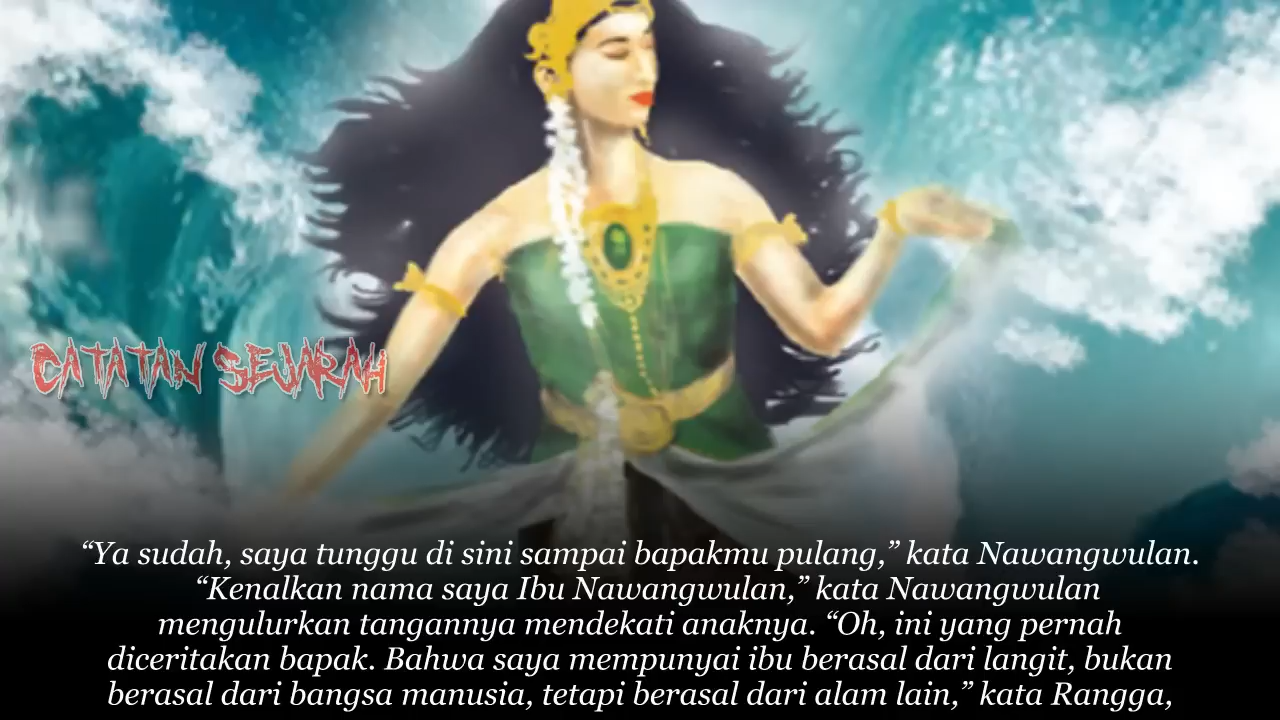 CATATAN SEJARAH
“Ya sudah, saya tunggu di sini sampai bapakmu pulang,” kata Nawangwulan.
“Kenalkan nama saya Ibu Nawangwulan,” kata Nawangwulan
mengulurkan tangannya mendekati anaknya. “Oh, ini yang pernah
diceritakan bapak. Bahwa saya mempunyai ibu berasal dari langit, bukan
berasal dari bangsa manusia, tetapi berasal dari alam lain,” kata Rangga,